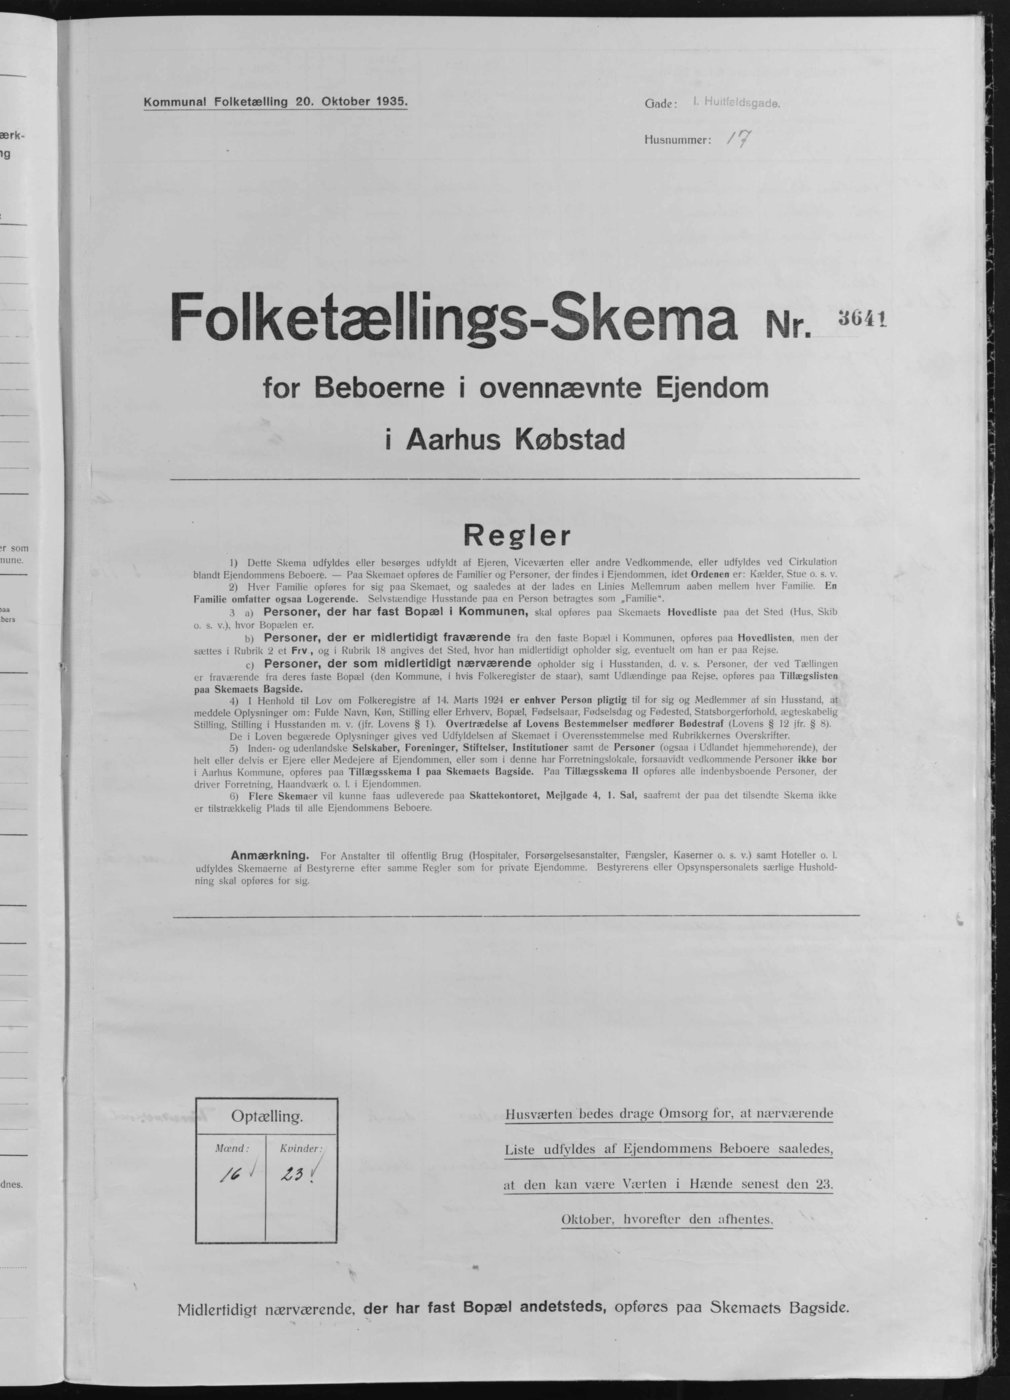 Kommunal Folketælling 20. Oktober 1935.
Gade: I. Huitfeldsgade.
Husnummer: 17
Folketællings-Skema Nr. 3641
for Beboerne i ovennævnte Ejendom
i Aarhus Købstad
Regler
1) Dette Skema udfyldes eller besørges udfyldt af Ejeren, Viceværten eller andre Vedkommende, eller udfyldes ved Cirkulation
blandt Ejendommens Beboere. — Paa Skemaet opføres de Familier og Personer, der findes i Ejendommen, idet Ordenen er: Kælder, Stue o. s. v.
2) Hver Familie opføres for sig paa Skemaet, og saaledes at der lades en Linies Mellemrum aaben mellem hver Familie. En
Familie omfatter ogsaa Logerende. Selvstændige Husstande paa en Person betragtes som „Familie“.
3 a) Personer, der har fast Bopæl i Kommunen, skal opføres paa Skemaets Hovedliste paa det Sted (Hus, Skib
o. s. v.), hvor Bopælen er.
b) Personer, der er midlertidigt fraværende fra den faste Bopæl i Kommunen, opføres paa Hovedlisten, men der
sættes i Rubrik 2 et Frv., og i Rubrik 18 angives det Sted, hvor han midlertidigt opholder sig, eventuelt om han er paa Rejse.
c) Personer, der som midlertidigt nærværende opholder sig i Husstanden, d. v. s. Personer, der ved Tællingen
er fraværende fra deres faste Bopæl (den Kommune, i hvis Folkeregister de staar), samt Udlændinge paa Rejse, opføres paa Tillægslisten
paa Skemaets Bagside.
4) I Henhold til Lov om Folkeregistre af 14. Marts 1924 er enhver Person pligtig til for sig og Medlemmer af sin Husstand, at
meddele Oplysninger om: Fulde Navn, Køn, Stilling eller Erhverv, Bopæl, Fødselsaar, Fødselsdag og Fødested, Statsborgerforhold, ægteskabelig
Stilling, Stilling i Husstanden m. v. (jfr. Lovens § 1). Overtrædelse af Lovens Bestemmelser medfører Bødestraf (Lovens § 12 jfr. § 8).
De i Loven begærede Oplysninger gives ved Udfyldelsen af Skemaet i Overensstemmelse med Rubrikkernes Overskrifter.
5) Inden- og udenlandske Selskaber, Foreninger, Stiftelser, Institutioner samt de Personer (ogsaa i Udlandet hjemmehørende), der
helt eller delvis er Ejere eller Medejere af Ejendommen, eller som i denne har Forretningslokale, forsaavidt vedkommende Personer ikke bor
i Aarhus Kommune, opføres paa Tillægsskema I paa Skemaets Bagside. Paa Tillægsskema II opføres alle indenbysboende Personer, der
driver Forretning, Haandværk o. l. i Ejendommen.
6) Flere Skemaer vil kunne faas udleverede paa Skattekontoret, Mejlgade 4, 1. Sal, saafremt der paa det tilsendte Skema ikke
er tilstrækkelig Plads til alle Ejendommens Beboere.
Anmærkning. For Anstalter til offentlig Brug (Hospitaler, Forsørgelsesanstalter, Fængsler, Kaserner o. s. v.) samt Hoteller o. l.
udfyldes Skemaerne af Bestyrerne efter samme Regler som for private Ejendomme. Bestyrerens eller Opsynspersonalets særlige Hushold-
ning skal opføres for sig.
Optælling.
Mænd: Kvinder:
16 23
Husværten bedes drage Omsorg for, at nærværende
Liste udfyldes af Ejendommens Beboere saaledes,
at den kan være Værten i Hænde senest den 23.
Oktober, hvorefter den afhentes.
Midlertidigt nærværende, der har fast Bopæl andetsteds, opføres paa Skemaets Bagside.